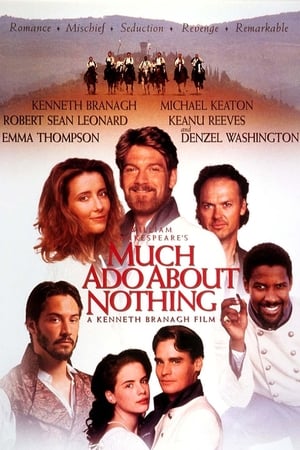 Romance • Mischief • Seduction • Revenge • Remarkable
KENNETH BRANAGH MICHAEL KEATON
ROBERT SEAN LEONARD KEANU REEVES
EMMA THOMPSON and DENZEL WASHINGTON
WILLIAM
SHAKESPEARE'S
MUCH
ADO ABOUT
NOTHING
A KENNETH BRANAGH FILM